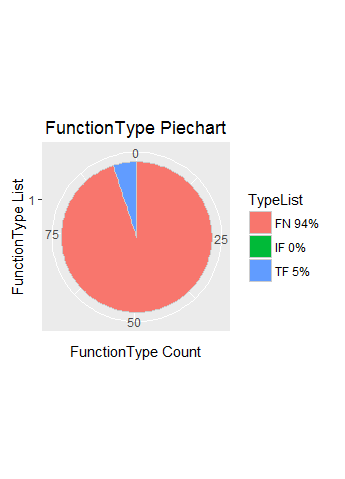 FunctionType Piechart
0
FunctionType List
1
75
25
50
FunctionType Count
TypeList
FN 94%
IF 0%
TF 5%